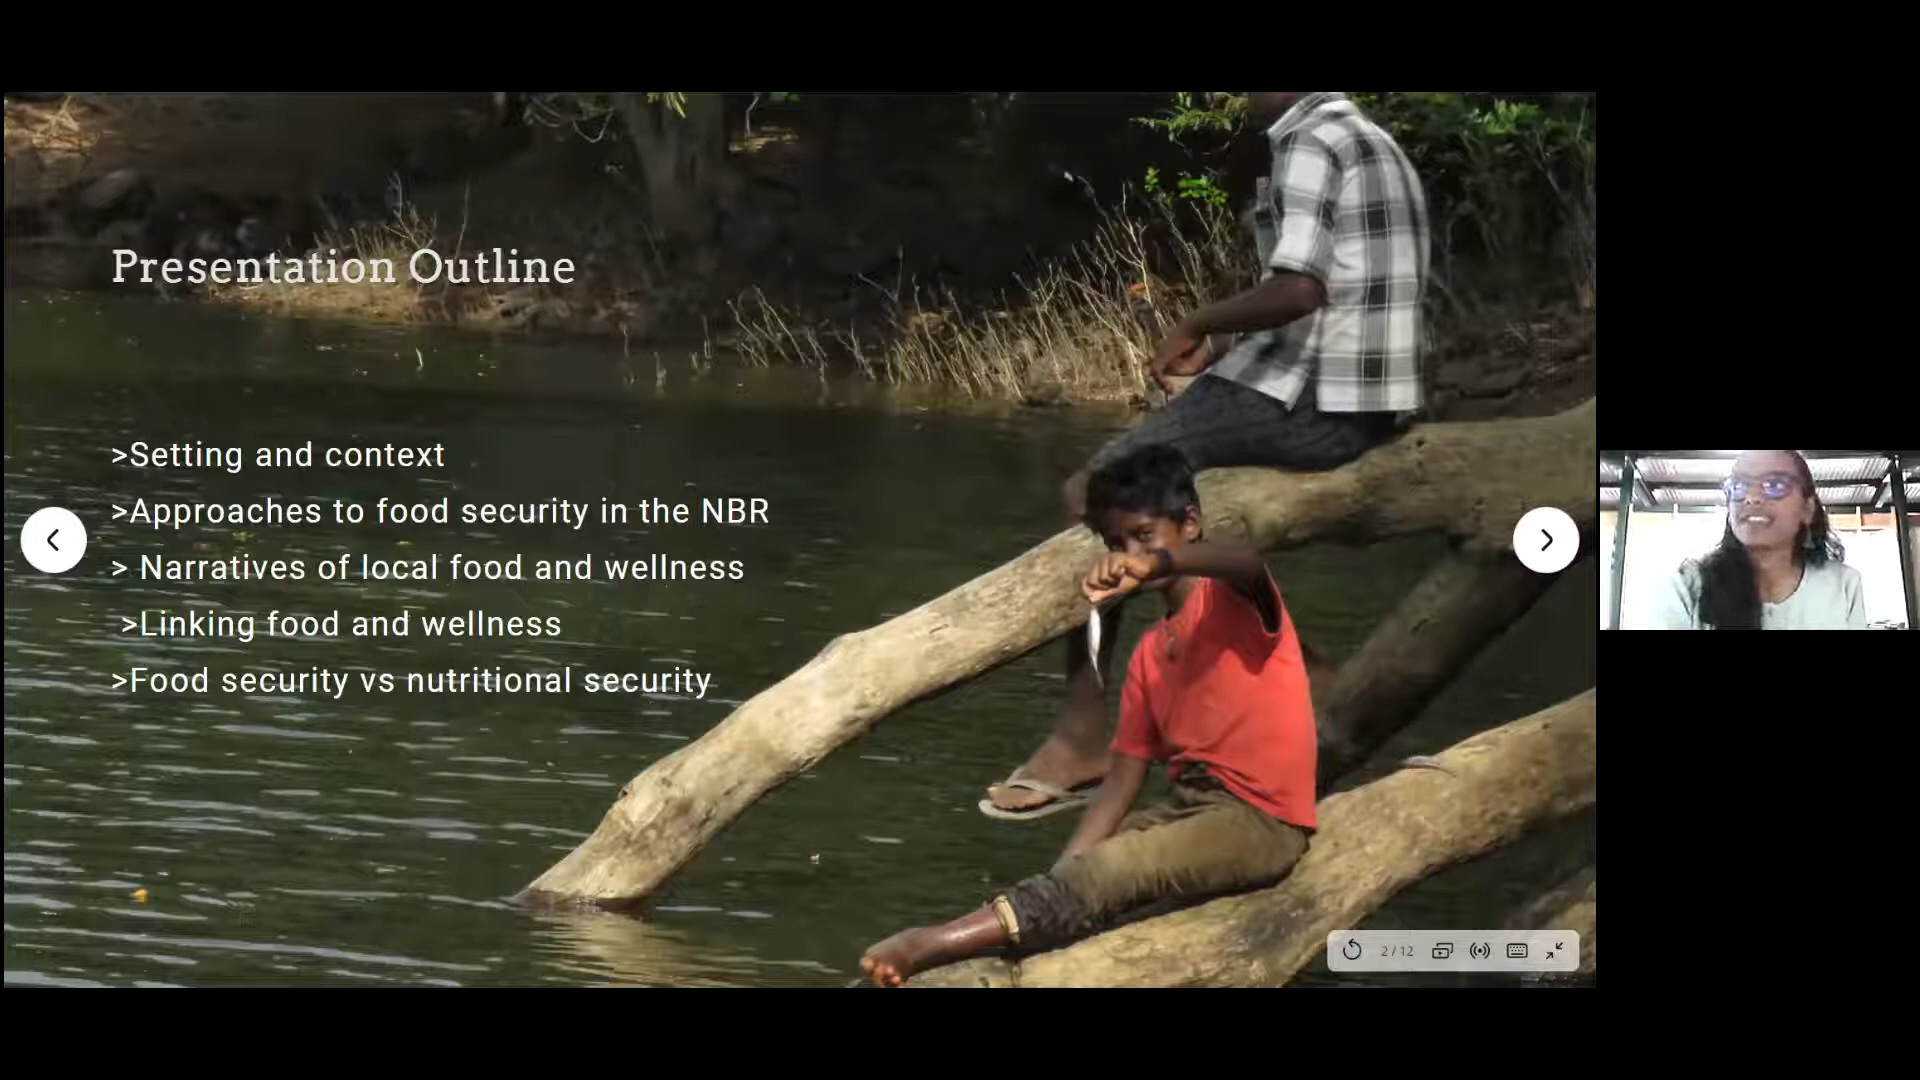 Presentation Outline
>Setting and context
>Approaches to food security in the NBR
> Narratives of local food and wellness
>Linking food and wellness
>Food security vs nutritional security
2 / 12